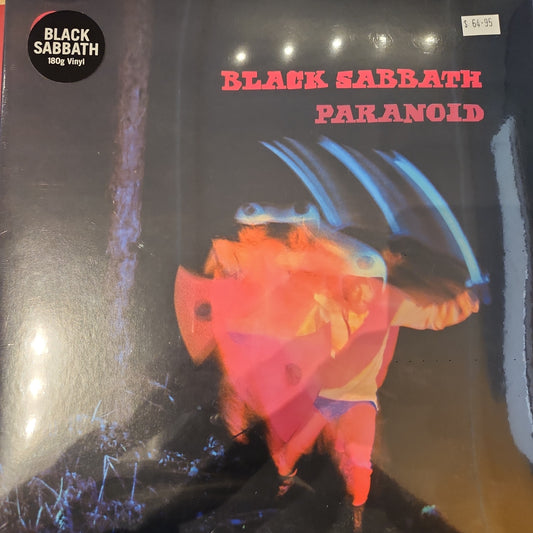 BLACK
SABBATH
180g Vinyl
$ 64-95
BLACK SABBATH
PARANOID